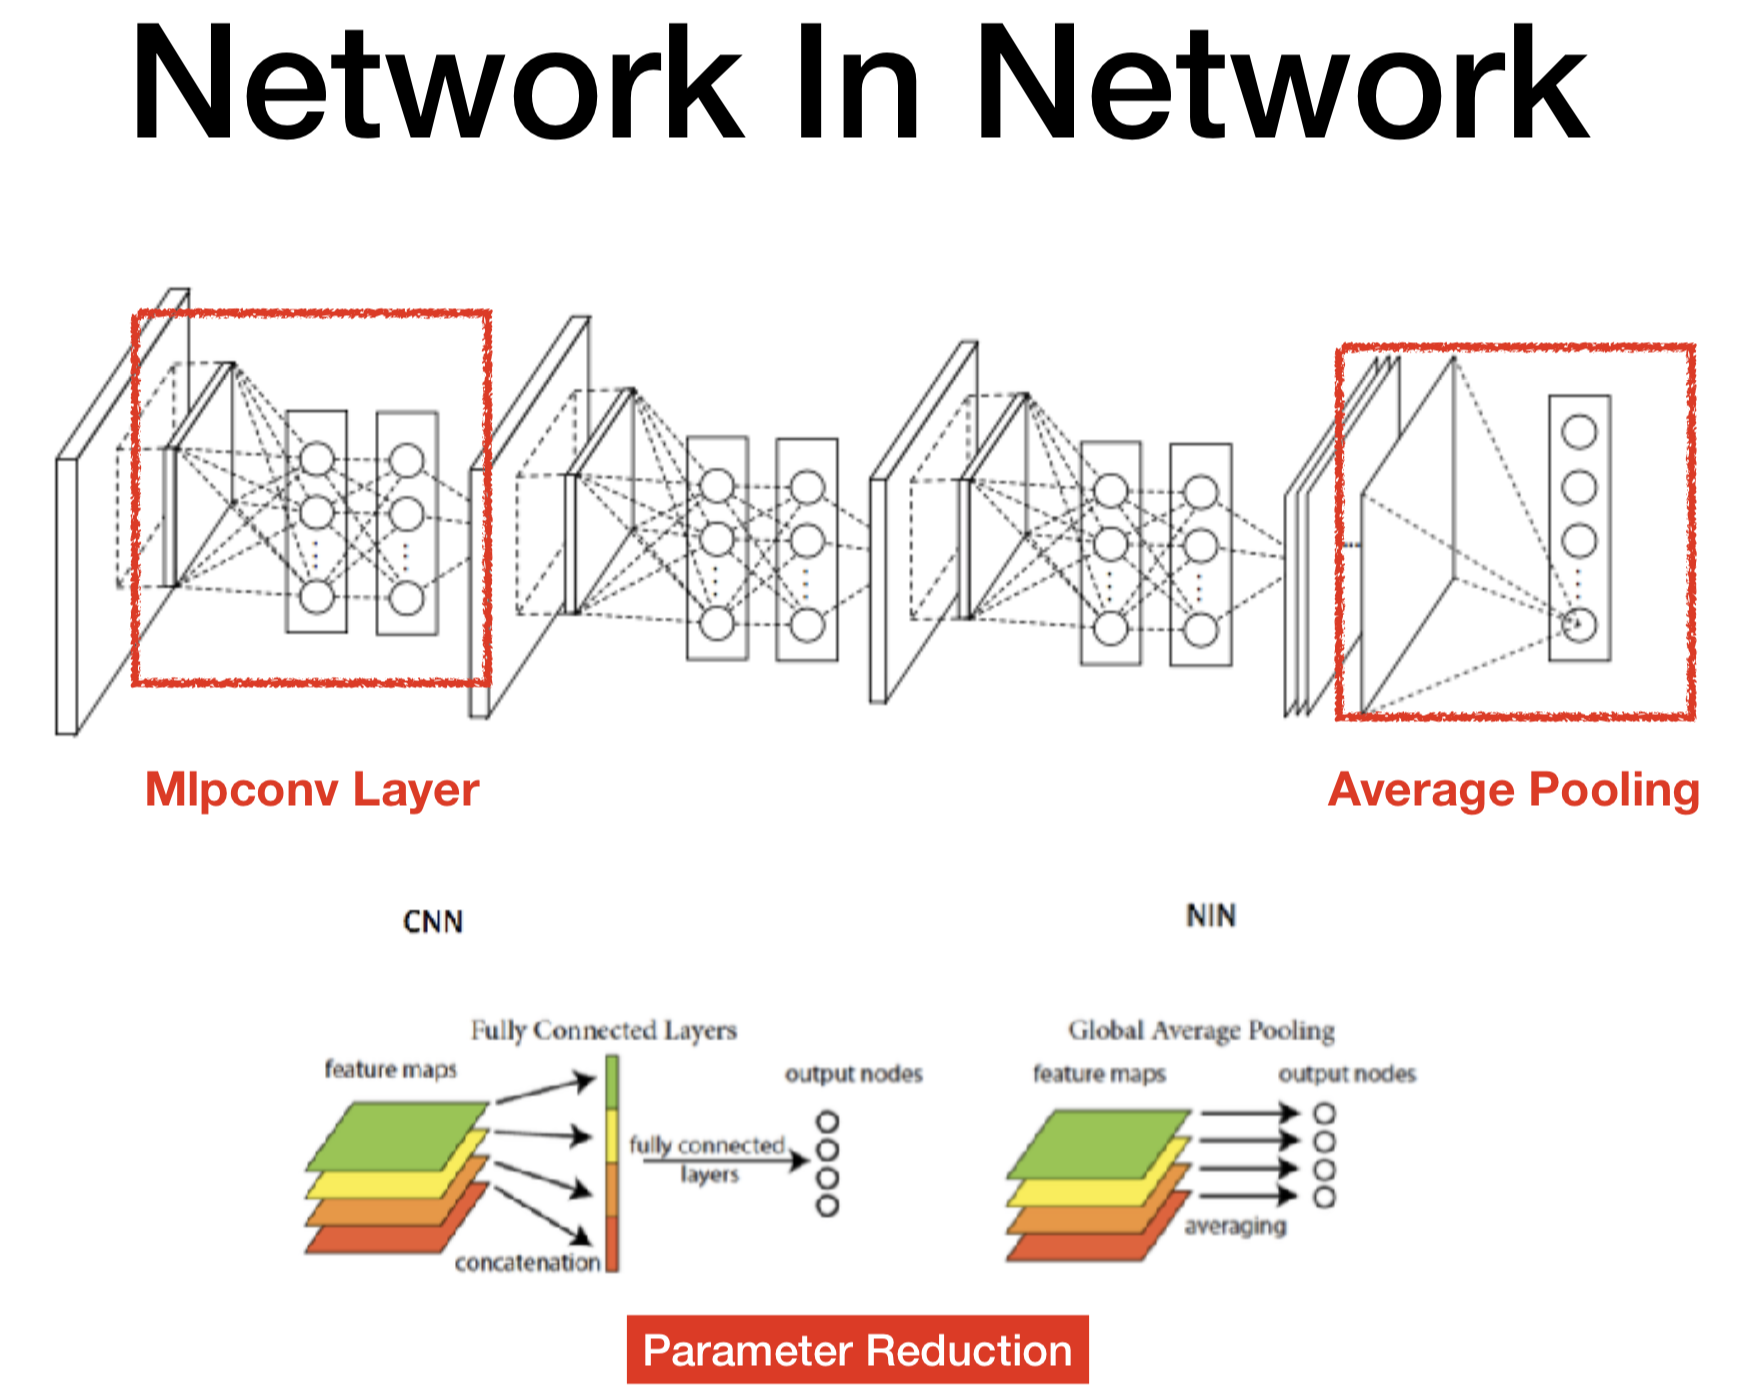 Network In Network
Mlpconv Layer
Average Pooling
CNN
NIN
Fully Connected Layers
feature maps
output nodes
fully connected
layers
concatenation
Global Average Pooling
feature maps
output nodes
averaging
Parameter Reduction